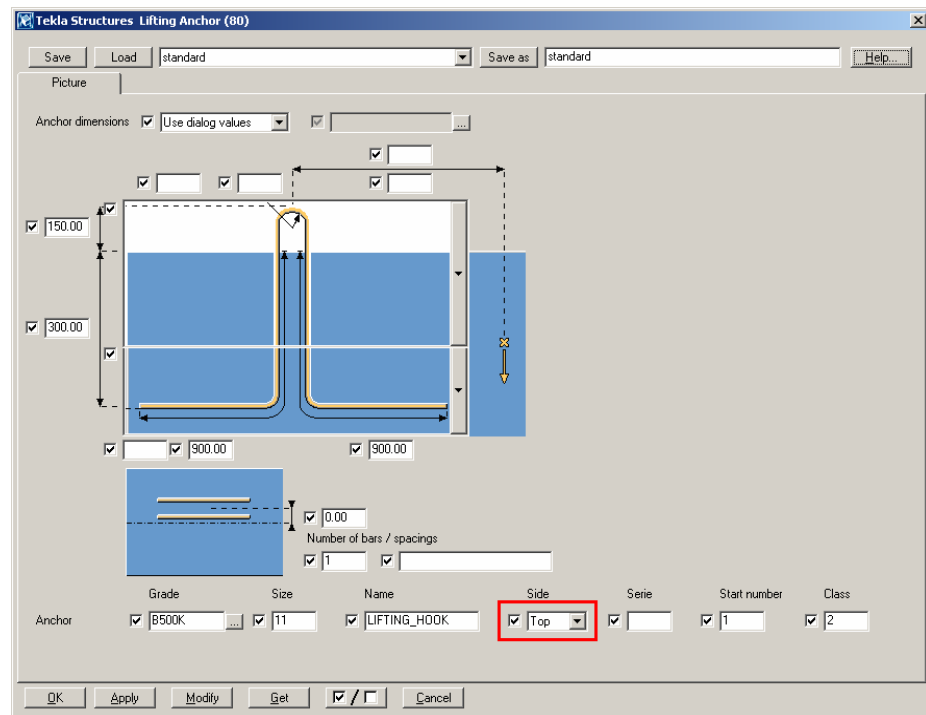 Tekla Structures Lifting Anchor (80)
Save Load standard Save as standard Help...
Picture
Anchor dimensions Use dialog values ...
150.00
300.00
900.00 900.00
0.00
Number of bars / spacings
1
Grade Size Name Side Serie Start number Class
Anchor B500K ... 11 LIFTING_HOOK Top 1 2
OK Apply Modify Get / Cancel